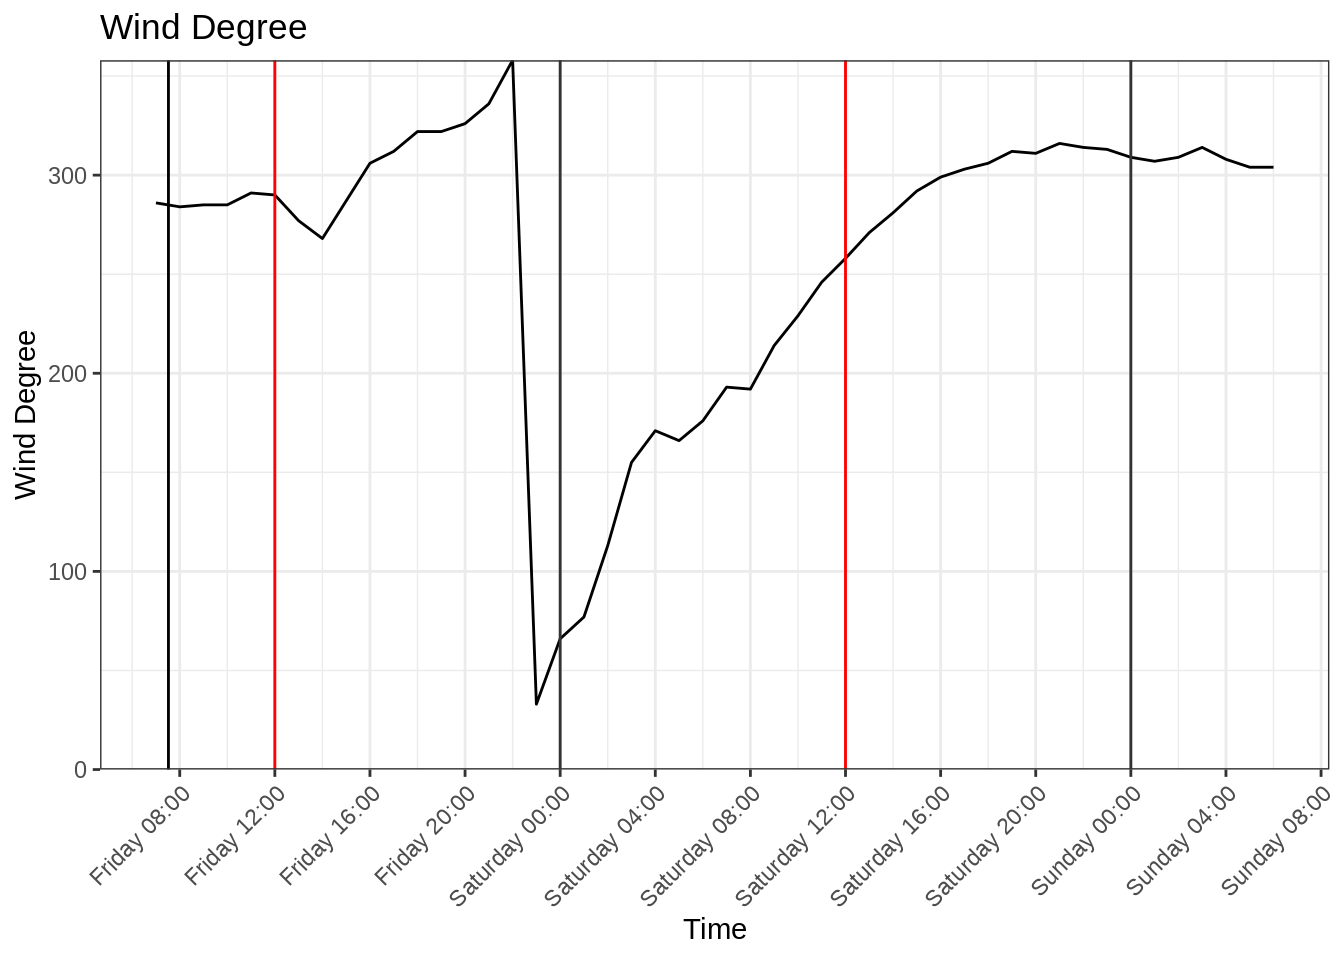 Wind Degree
Wind Degree
300
200
100
0
Friday 08:00
Friday 12:00
Friday 16:00
Friday 20:00
Saturday 00:00
Saturday 04:00
Saturday 08:00
Saturday 12:00
Saturday 16:00
Saturday 20:00
Sunday 00:00
Sunday 04:00
Sunday 08:00
Time